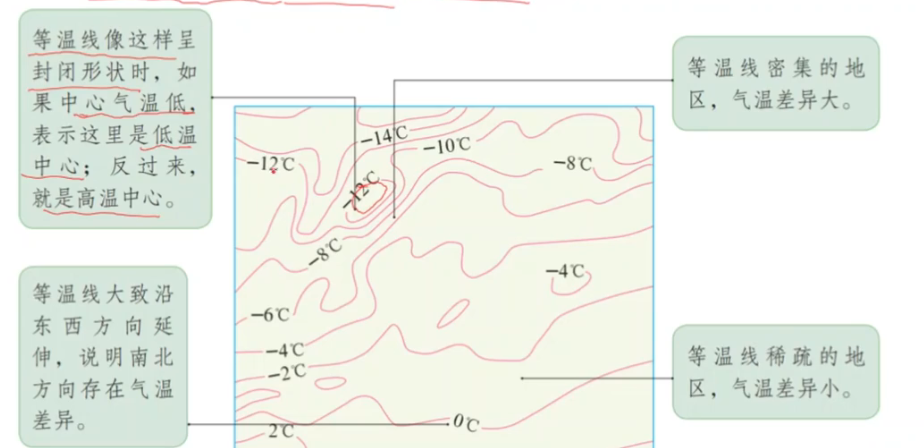 等温线像这样呈
封闭形状时，如
果中心气温低，
表示这里是低温
中心；反过来，
就是高温中心。
等温线密集的地
区，气温差异大。
-14℃
-10℃
-12℃
-8℃
-12℃
-8℃
-4℃
-6℃
-4℃
-2℃
0℃
2℃
等温线大致沿
东西方向延
伸，说明南北
方向存在气温
差异。
等温线稀疏的地
区，气温差异小。